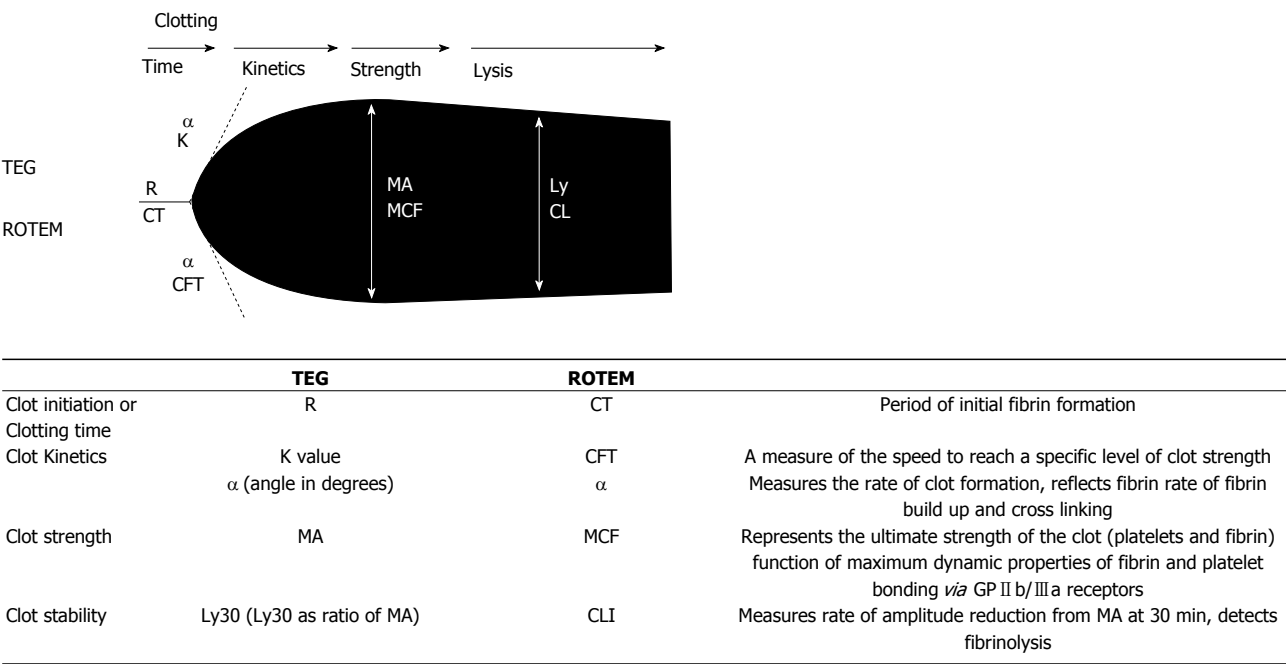 Clotting
Time Kinetics Strength Lysis
α
K
TEG
R
MA
Ly
CT
MCF
CL
ROTEM
α
CFT
TEG ROTEM
Clot initiation or R CT Period of initial fibrin formation
Clotting time
Clot Kinetics K value CFT A measure of the speed to reach a specific level of clot strength
α (angle in degrees) α Measures the rate of clot formation, reflects fibrin rate of fibrin
build up and cross linking
Clot strength MA MCF Represents the ultimate strength of the clot (platelets and fibrin)
function of maximum dynamic properties of fibrin and platelet
bonding via GPⅡb/Ⅲa receptors
Clot stability Ly30 (Ly30 as ratio of MA) CLI Measures rate of amplitude reduction from MA at 30 min, detects
fibrinolysis